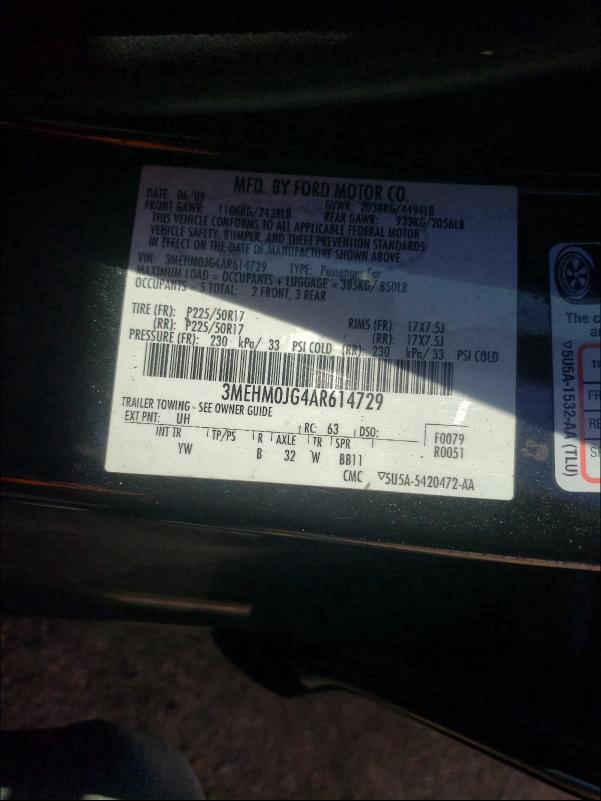 MFD. BY FORD MOTOR CO.
DATE: 06/09 GVWR: 2038KG/4494LB
FRONT GAWR: 1106KG/2438LB REAR GAWR: 933KG/2056LB
THIS VEHICLE CONFORMS TO ALL APPLICABLE FEDERAL MOTOR
VEHICLE SAFETY, BUMPER, AND THEFT PREVENTION STANDARDS
IN EFFECT ON THE DATE OF MANUFACTURE SHOWN ABOVE.
VIN: 3MEHM0JG4AR614729 TYPE: Passenger Car
MAXIMUM LOAD = OCCUPANTS + LUGGAGE = 385KG/ 850LB
OCCUPANTS = 5 TOTAL: 2 FRONT, 3 REAR
TIRE (FR): P225/50R17 RIMS (FR): 17X7.5J
(RR): P225/50R17 (RR): 17X7.5J
PRESSURE (FR): 230 kPa/ 33 PSI COLD (RR): 230 kPa/ 33 PSI COLD
3MEHM0JG4AR614729
TRAILER TOWING - SEE OWNER GUIDE
EXT PNT: UH RC: 63 DSO: F0079
INT TR TP/PS R AXLE TR SPR R0051
YW B 32 W BB11
CMC ▽5U5A-5420472-AA
The c
a
▽5U5A-1532-AA (TLU)
TI
FR
RE
S